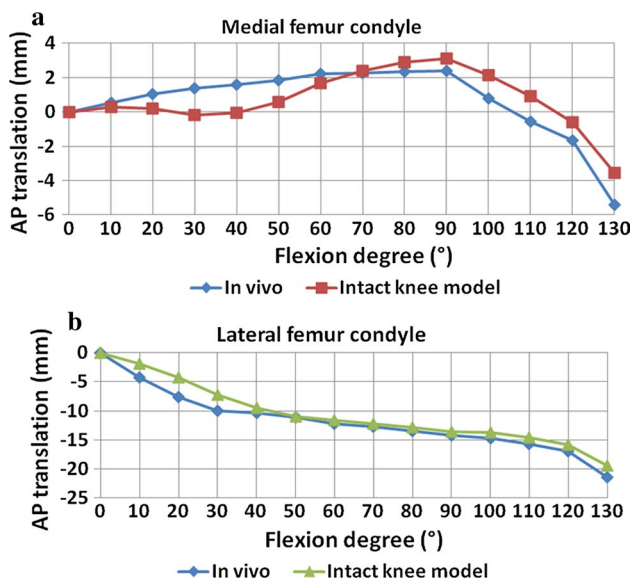 a
Medial femur condyle
4
2
0
-2
-4
-6
AP translation (mm)
0 10 20 30 40 50 60 70 80 90 100 110 120 130
Flexion degree (°)
In vivo Intact knee model
b
Lateral femur condyle
0
-5
-10
-15
-20
-25
AP translation (mm)
0 10 20 30 40 50 60 70 80 90 100 110 120 130
Flexion degree (°)
In vivo Intact knee model